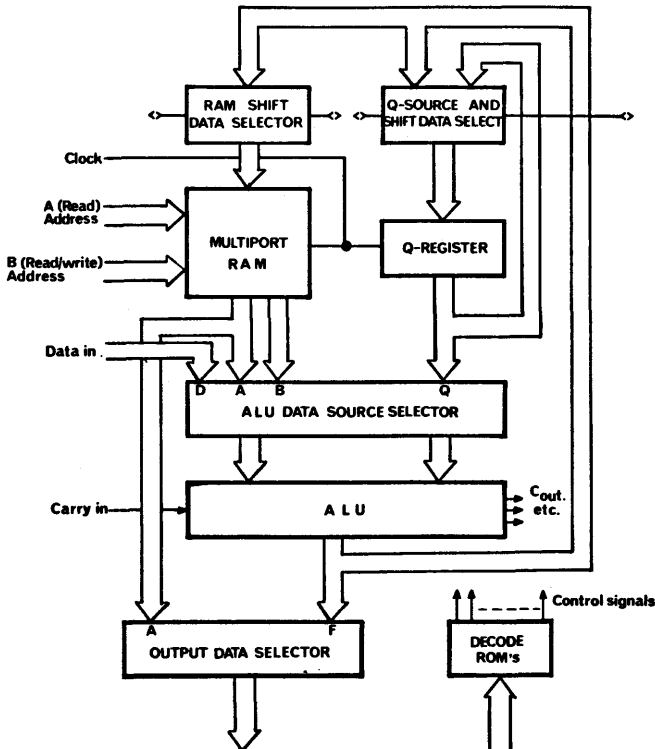 RAM SHIFT
DATA SELECTOR
Q-SOURCE AND
SHIFT DATA SELECT
Clock
A (Read)
Address
MULTIPORT
RAM
Q-REGISTER
B (Read/write)
Address
Data in .
D A B Q
ALU DATA SOURCE SELECTOR
Carry in
ALU
Cout.
etc.
Control signals
A F
OUTPUT DATA SELECTOR
DECODE
ROM's